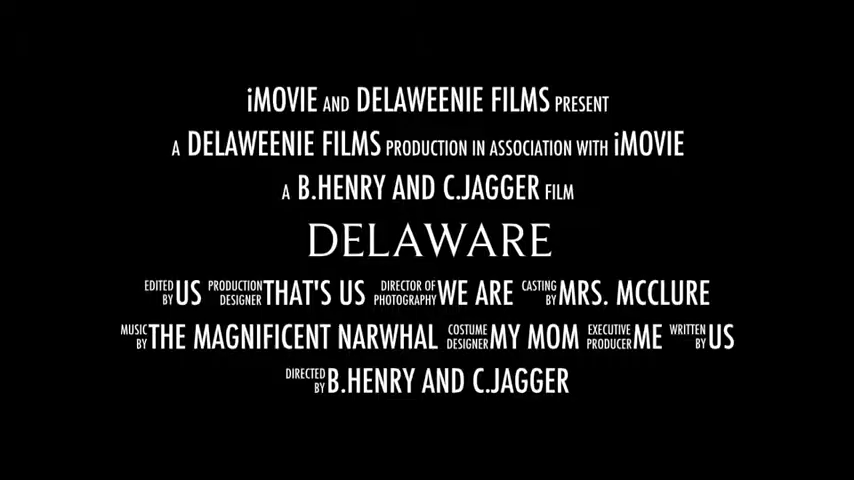 iMOVIE AND DELAWEENIE FILMS PRESENT
A DELAWEENIE FILMS PRODUCTION IN ASSOCIATION WITH iMOVIE
A B.HENRY AND C.JAGGER FILM
DELAWARE
EDITED BY US PRODUCTION DESIGNER THAT'S US DIRECTOR OF PHOTOGRAPHY WE ARE CASTING BY MRS. MCCLURE
MUSIC BY THE MAGNIFICENT NARWHAL COSTUME DESIGNER MY MOM EXECUTIVE PRODUCER ME WRITTEN BY US
DIRECTED BY B.HENRY AND C.JAGGER